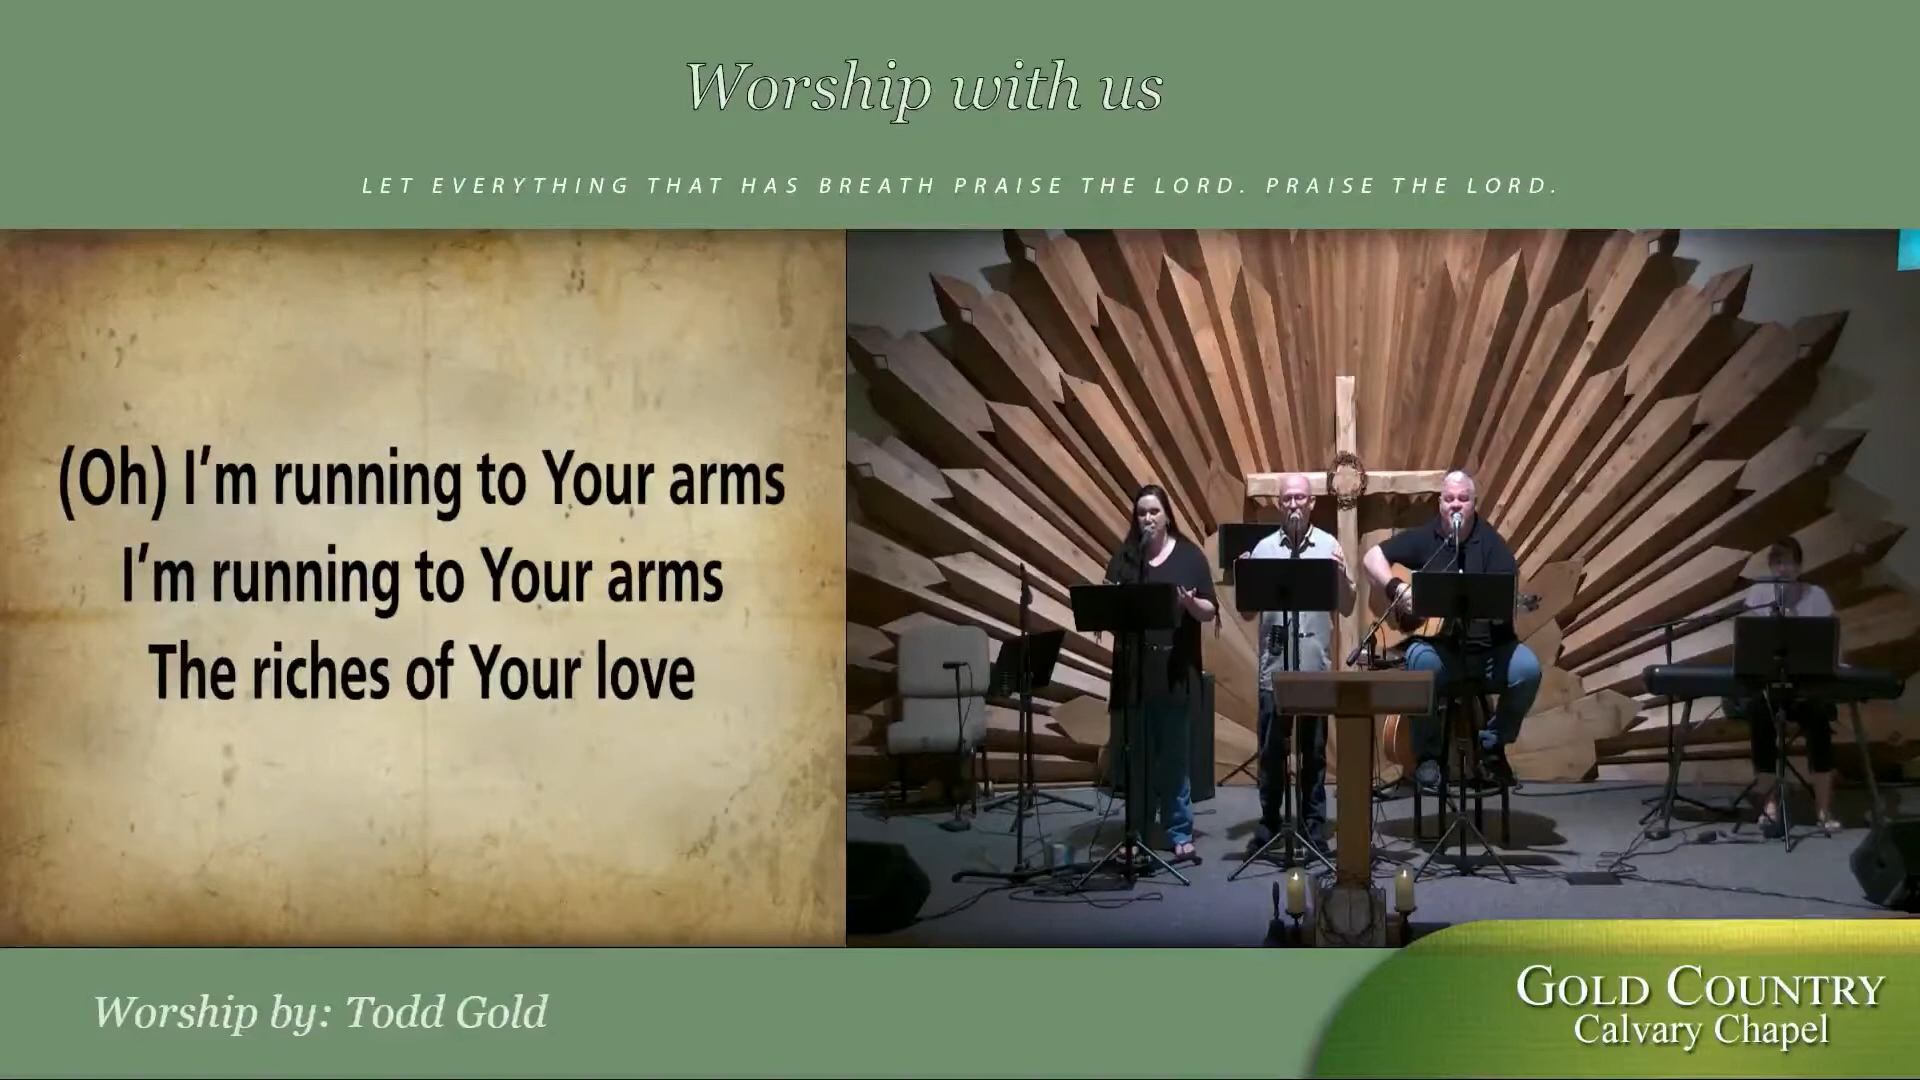 Worship with us
LET EVERYTHING THAT HAS BREATH PRAISE THE LORD. PRAISE THE LORD.
(Oh) I’m running to Your arms
I’m running to Your arms
The riches of Your love
Worship by: Todd Gold
GOLD COUNTRY
Calvary Chapel